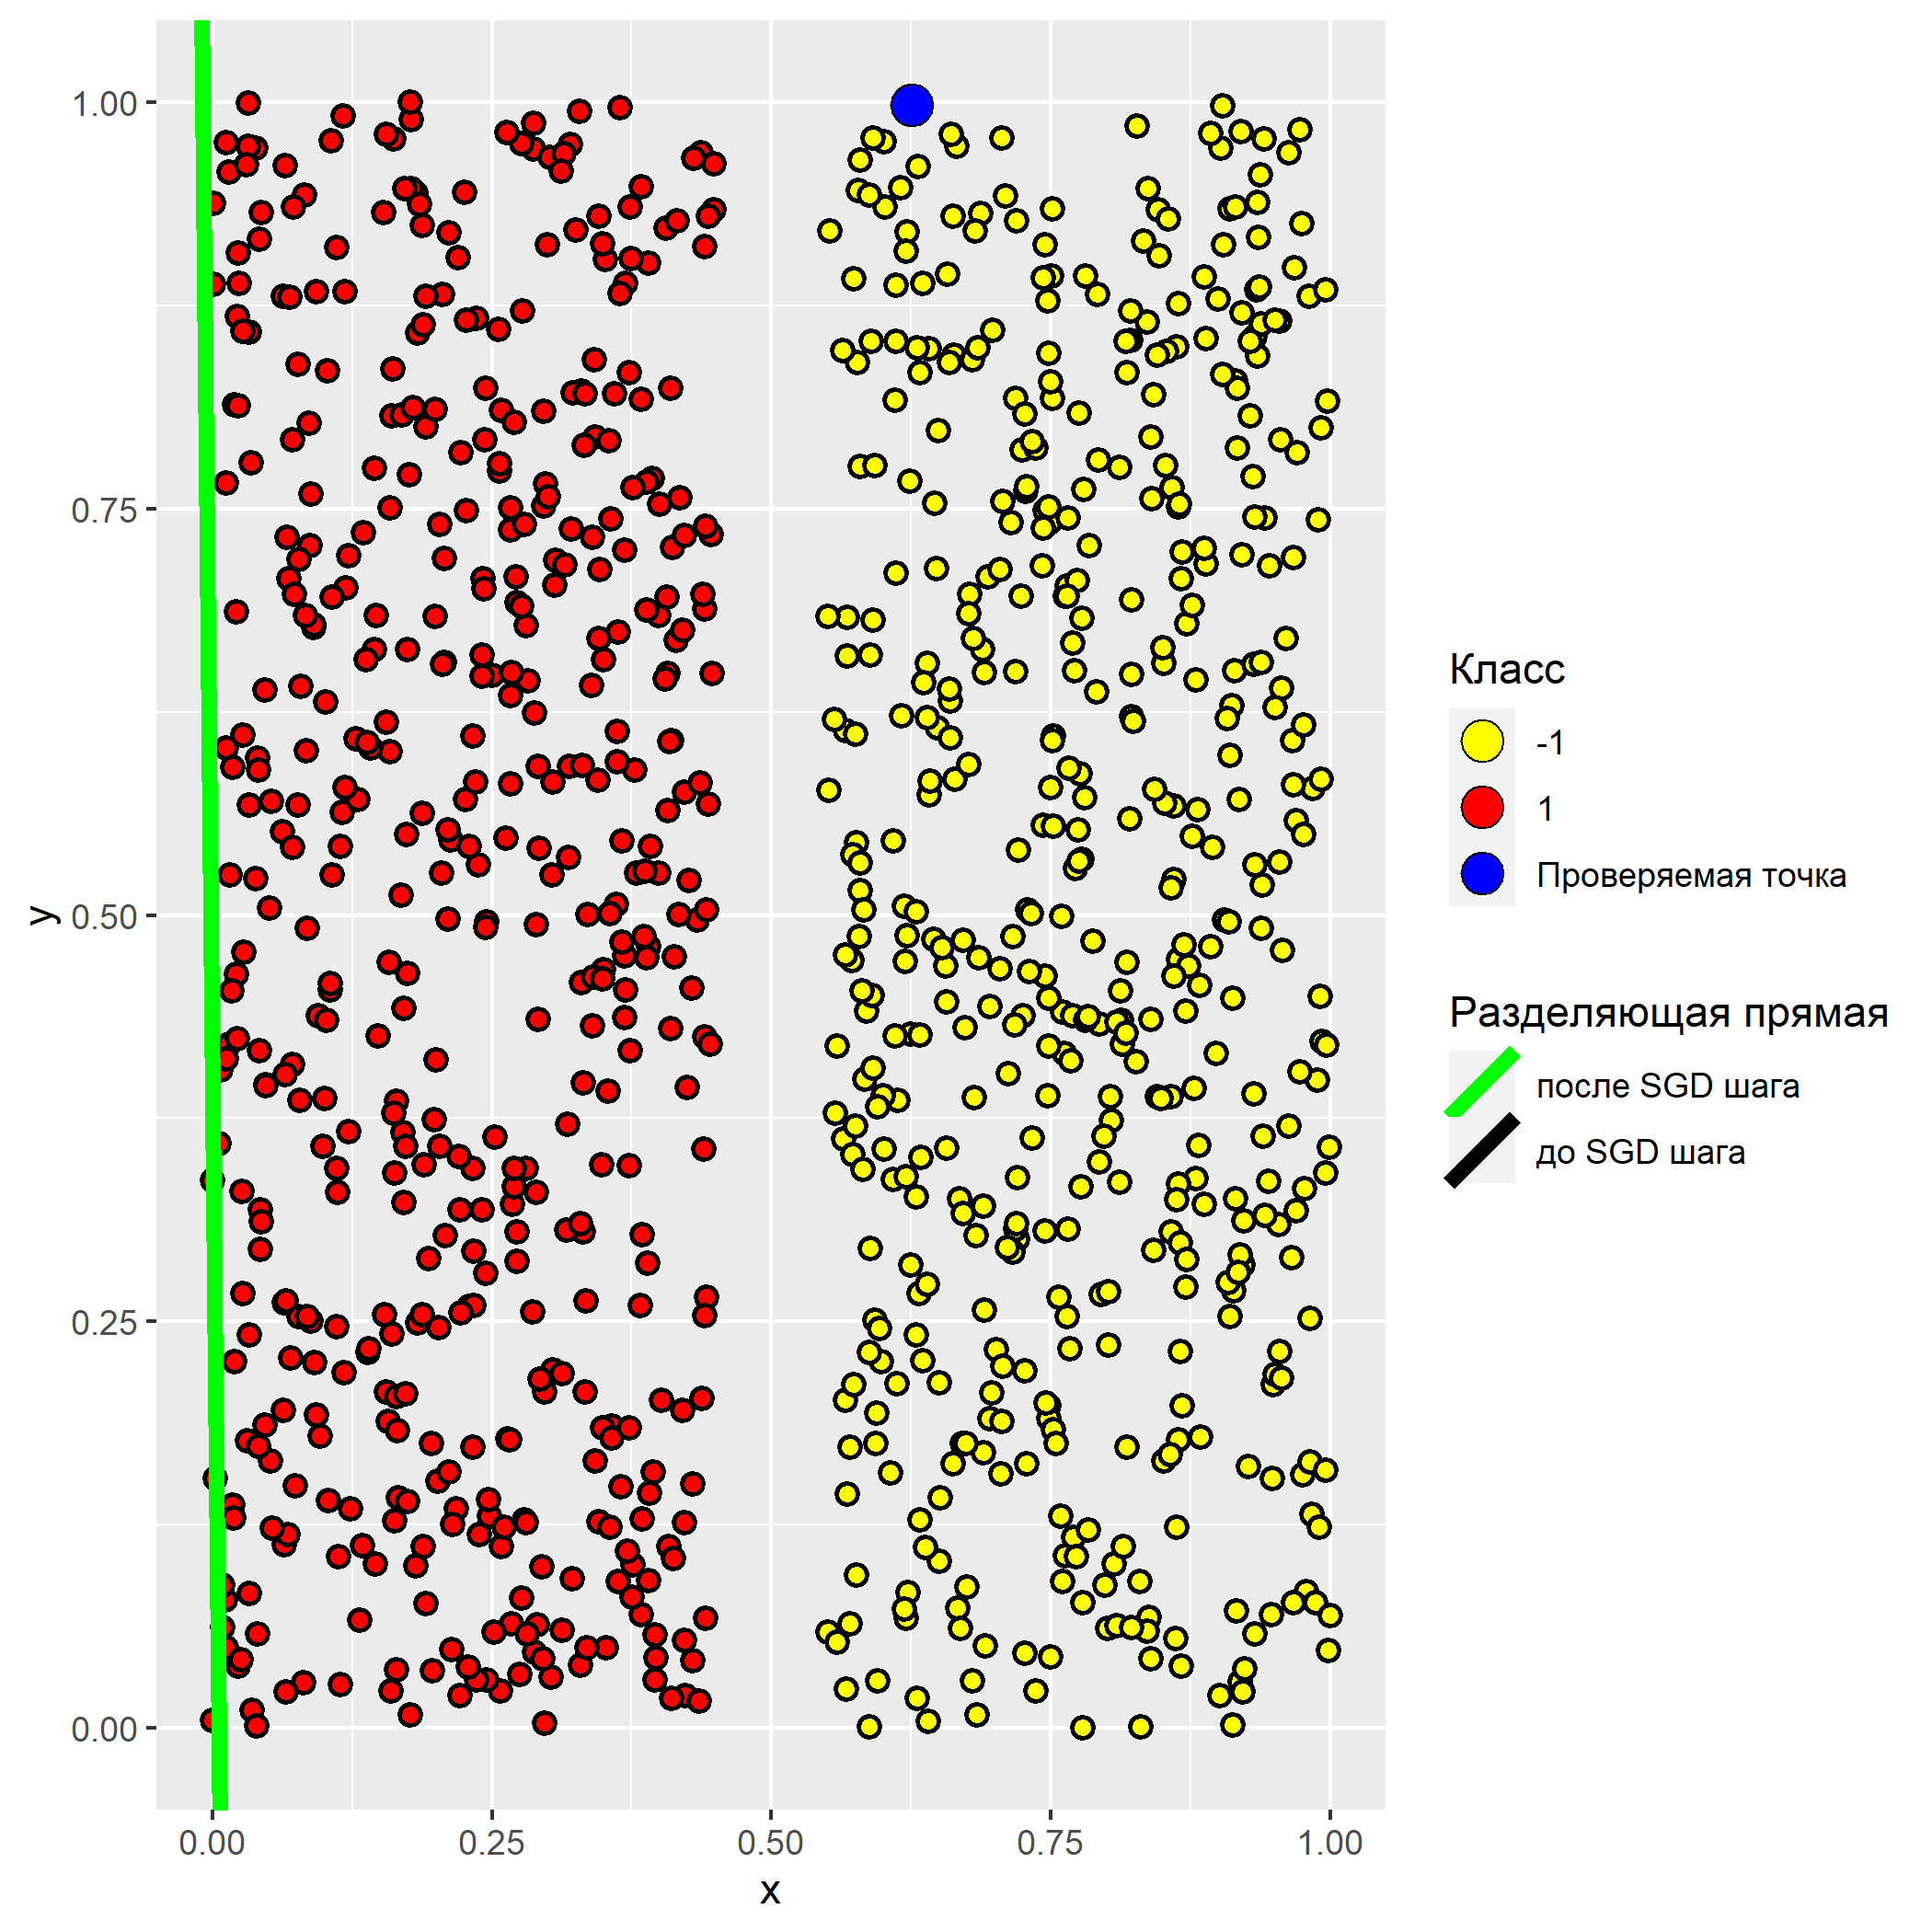 1.00
0.75
0.50
0.25
0.00
y
0.00 0.25 0.50 0.75 1.00
x
Класс
-1
1
Проверяемая точка
Разделяющая прямая
после SGD шага
до SGD шага